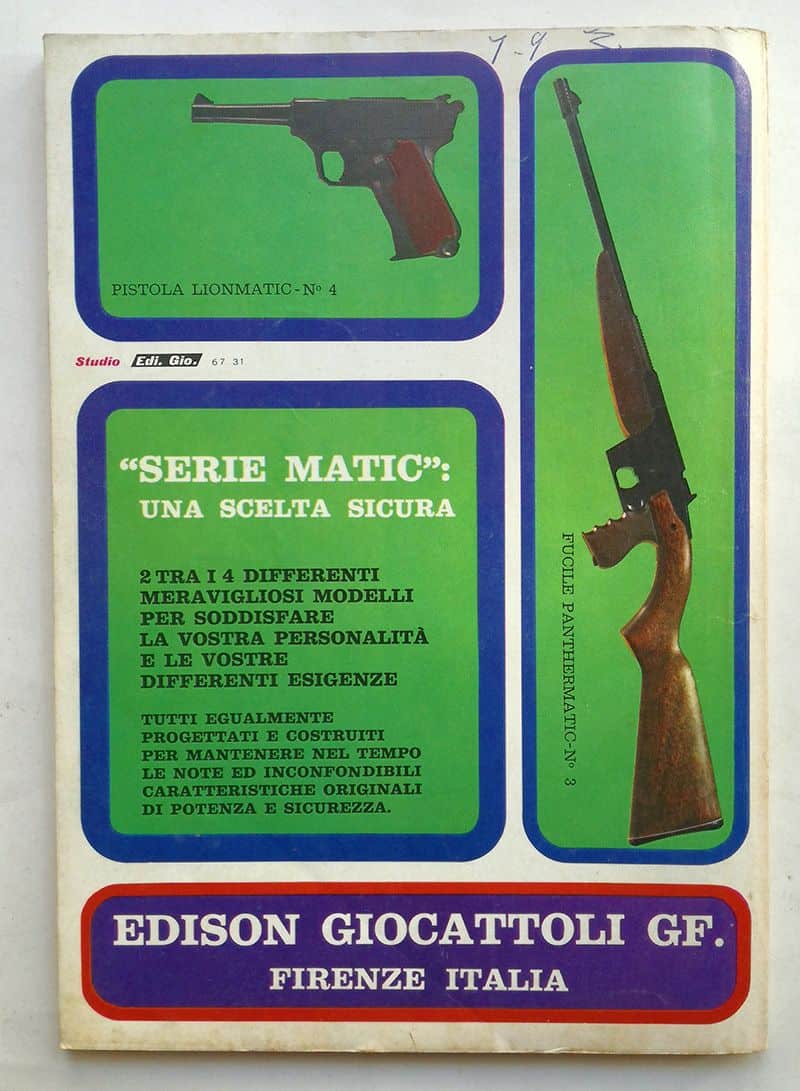 PISTOLA LIONMATIC-Nº 4
Studio Edi. Gio. 67 31
"SERIE MATIC":
UNA SCELTA SICURA
2 TRA I 4 DIFFERENTI
MERAVIGLIOSI MODELLI
PER SODDISFARE
LA VOSTRA PERSONALITÀ
E LE VOSTRE
DIFFERENTI ESIGENZE
TUTTI EGUALMENTE
PROGETTATI E COSTRUITI
PER MANTENERE NEL TEMPO
LE NOTE ED INCONFONDIBILI
CARATTERISTICHE ORIGINALI
DI POTENZA E SICUREZZA.
FUCILE PANTHERMATIC-Nº 3
EDISON GIOCATTOLI GF.
FIRENZE ITALIA